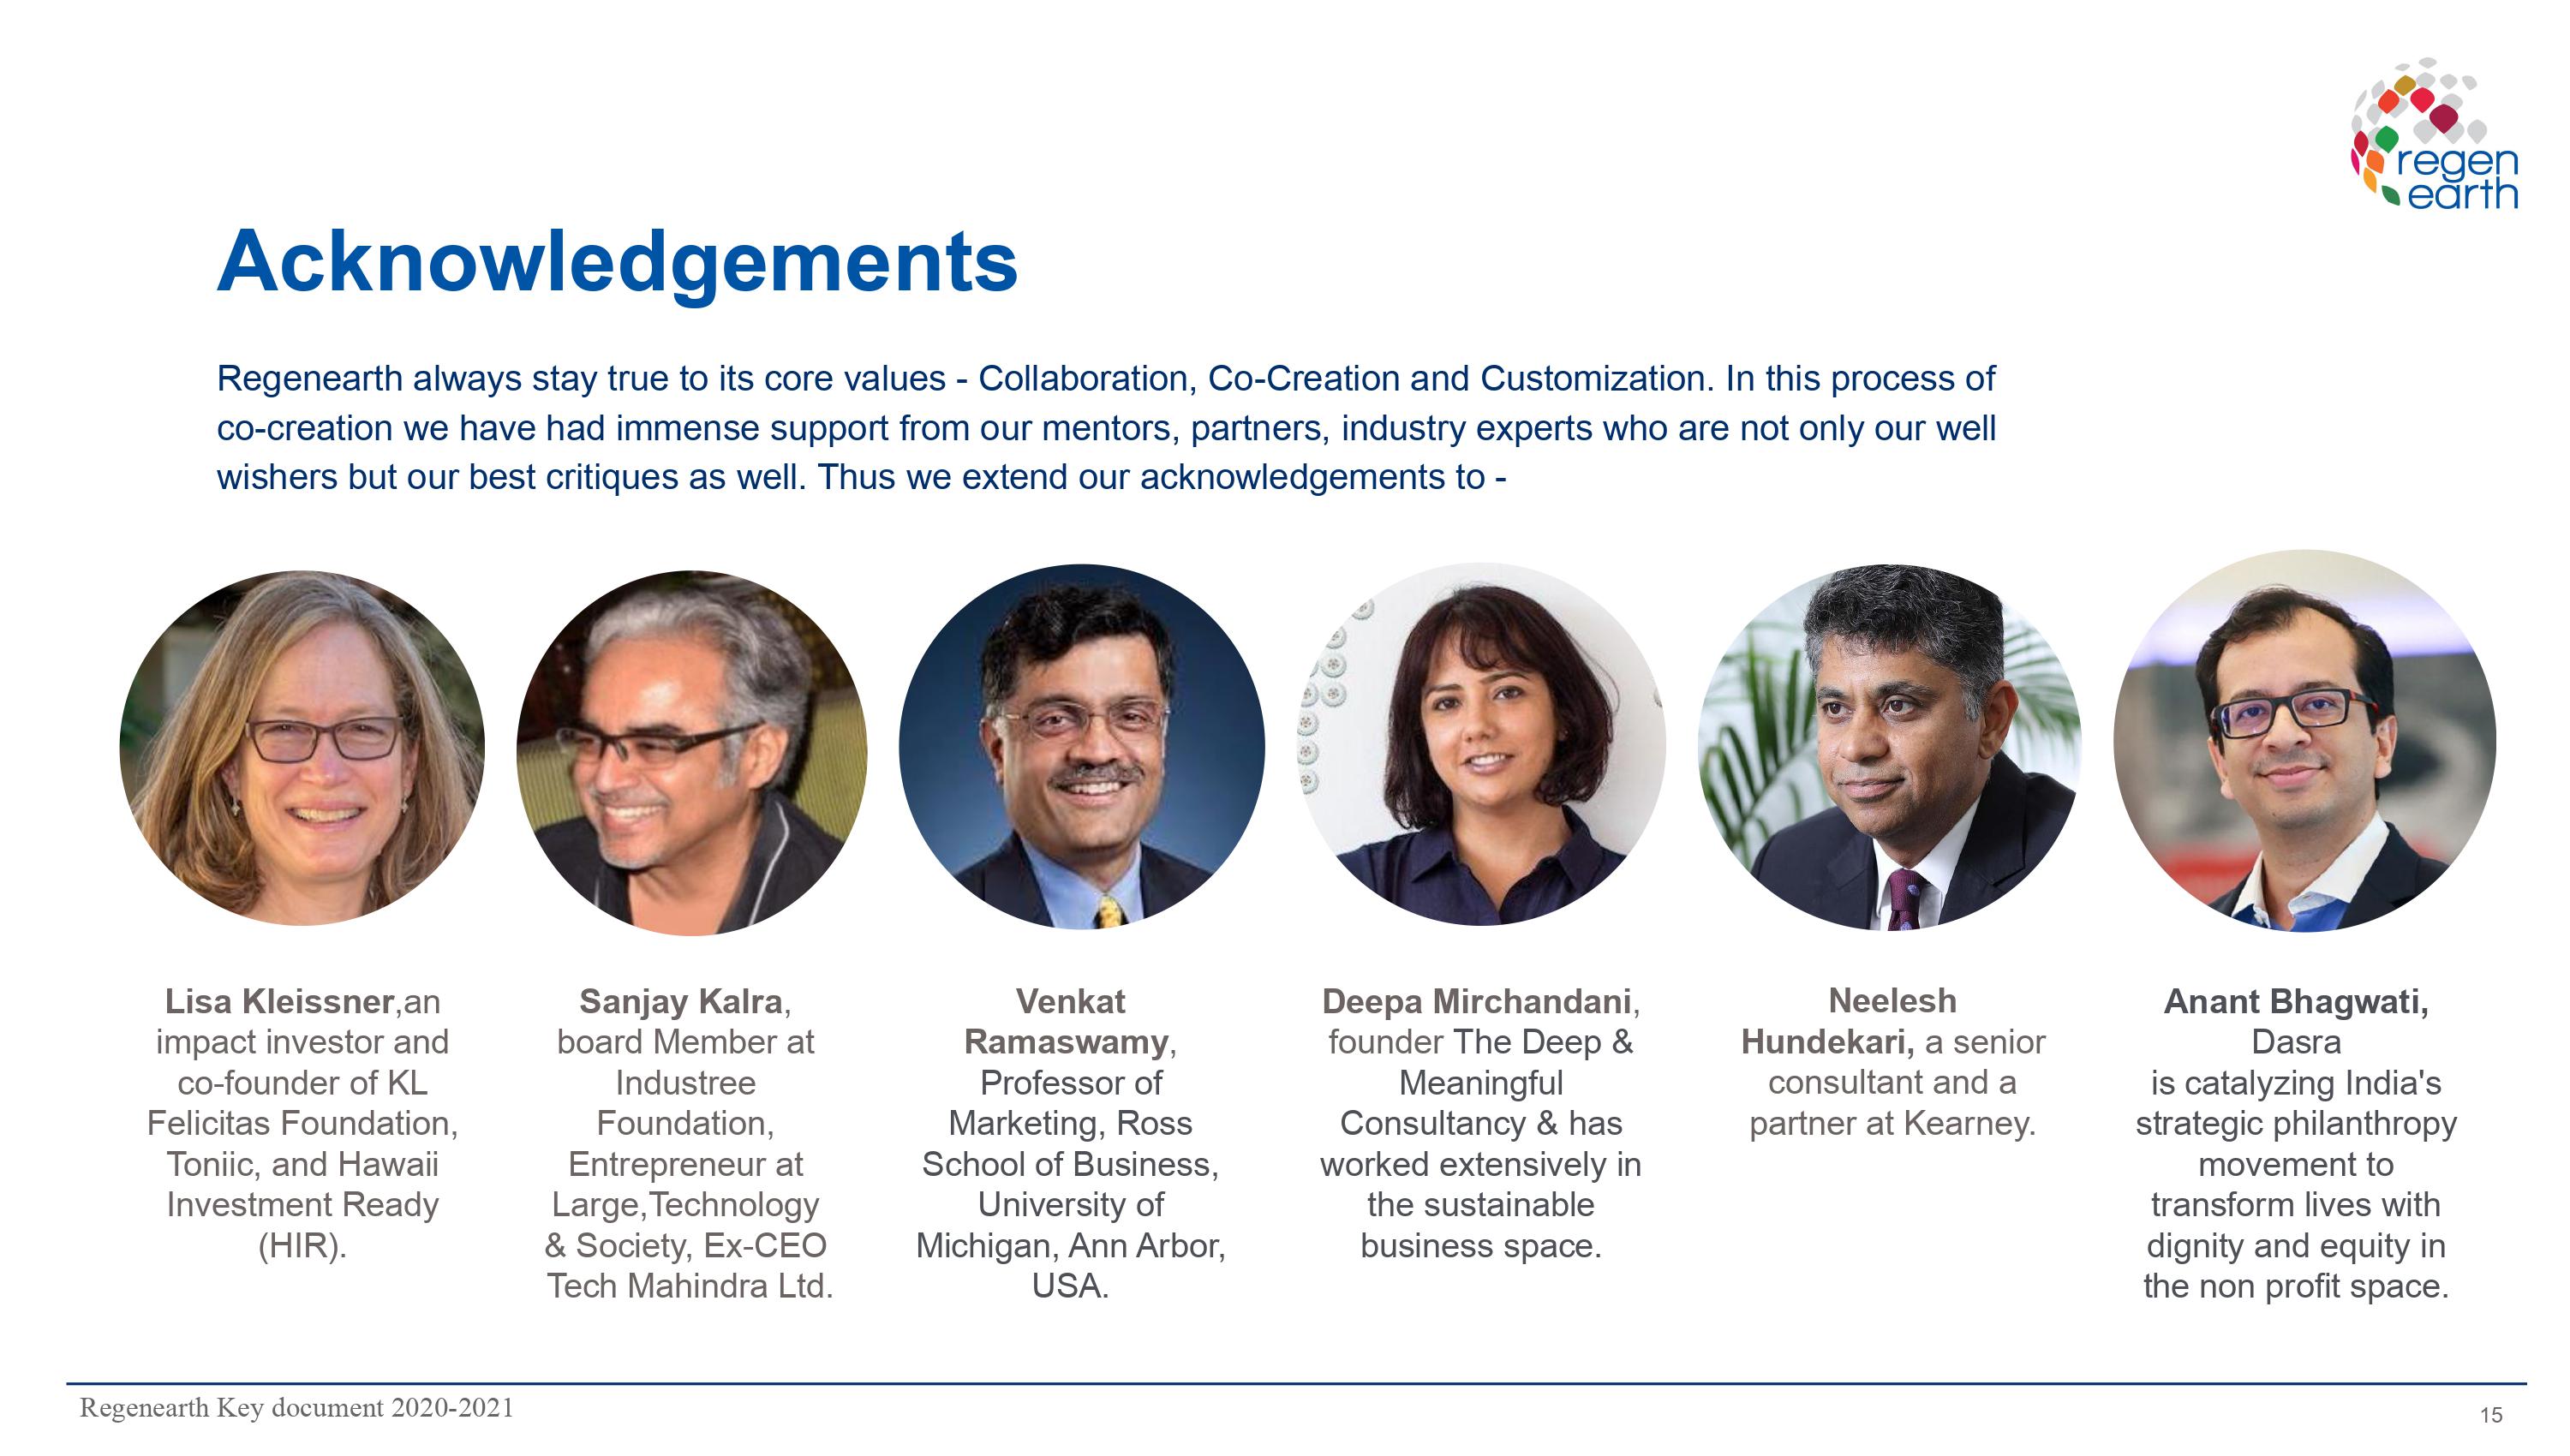 regen
earth
Acknowledgements
Regenearth always stay true to its core values - Collaboration, Co-Creation and Customization. In this process of
co-creation we have had immense support from our mentors, partners, industry experts who are not only our well
wishers but our best critiques as well. Thus we extend our acknowledgements to -
Lisa Kleissner,an
impact investor and
co-founder of KL
Felicitas Foundation,
Toniic, and Hawaii
Investment Ready
(HIR).
Sanjay Kalra,
board Member at
Industree
Foundation,
Entrepreneur at
Large,Technology
& Society, Ex-CEO
Tech Mahindra Ltd.
Venkat
Ramaswamy,
Professor of
Marketing, Ross
School of Business,
University of
Michigan, Ann Arbor,
USA.
Deepa Mirchandani,
founder The Deep &
Meaningful
Consultancy & has
worked extensively in
the sustainable
business space.
Neelesh
Hundekari, a senior
consultant and a
partner at Kearney.
Anant Bhagwati,
Dasra
is catalyzing India's
strategic philanthropy
movement to
transform lives with
dignity and equity in
the non profit space.
Regenearth Key document 2020-2021
15